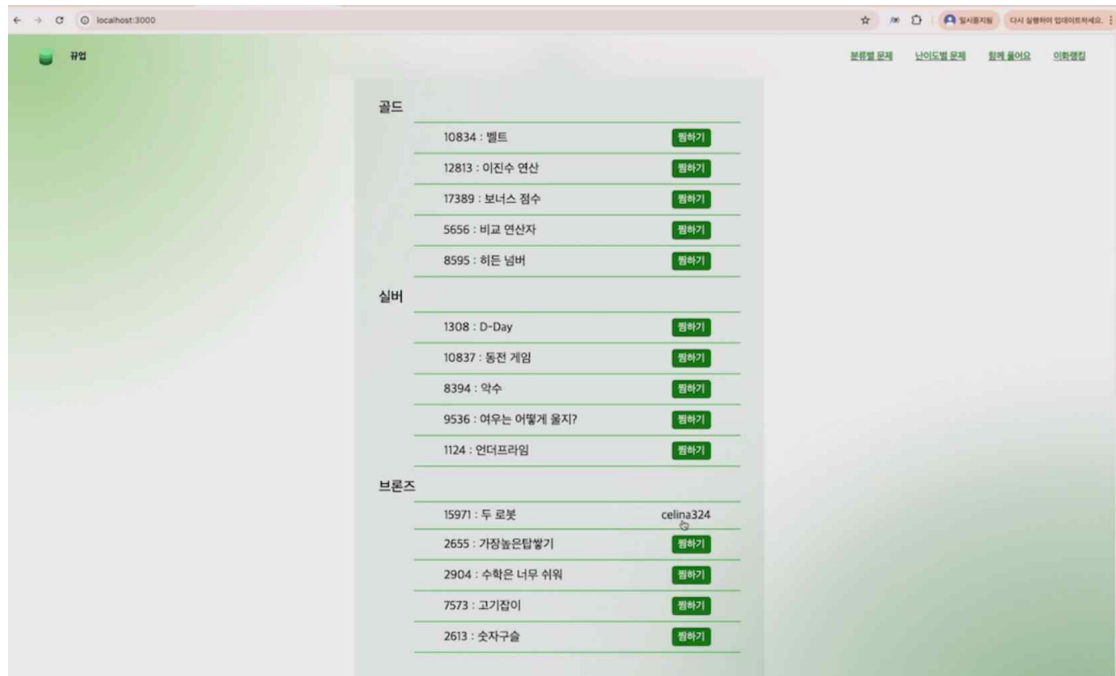 localhost:3000
일시중지됨
다시 실행하여 업데이트하세요.
뀨업
분류별 문제
난이도별 문제
함께 풀어요
이화랭킹
골드
10834 : 벨트 찜하기
12813 : 이진수 연산 찜하기
17389 : 보너스 점수 찜하기
5656 : 비교 연산자 찜하기
8595 : 히든 넘버 찜하기
실버
1308 : D-Day 찜하기
10837 : 동전 게임 찜하기
8394 : 악수 찜하기
9536 : 여우는 어떻게 울지? 찜하기
1124 : 언더프라임 찜하기
브론즈
15971 : 두 로봇 celina324
2655 : 가장높은탑쌓기 찜하기
2904 : 수학은 너무 쉬워 찜하기
7573 : 고기잡이 찜하기
2613 : 숫자구슬 찜하기